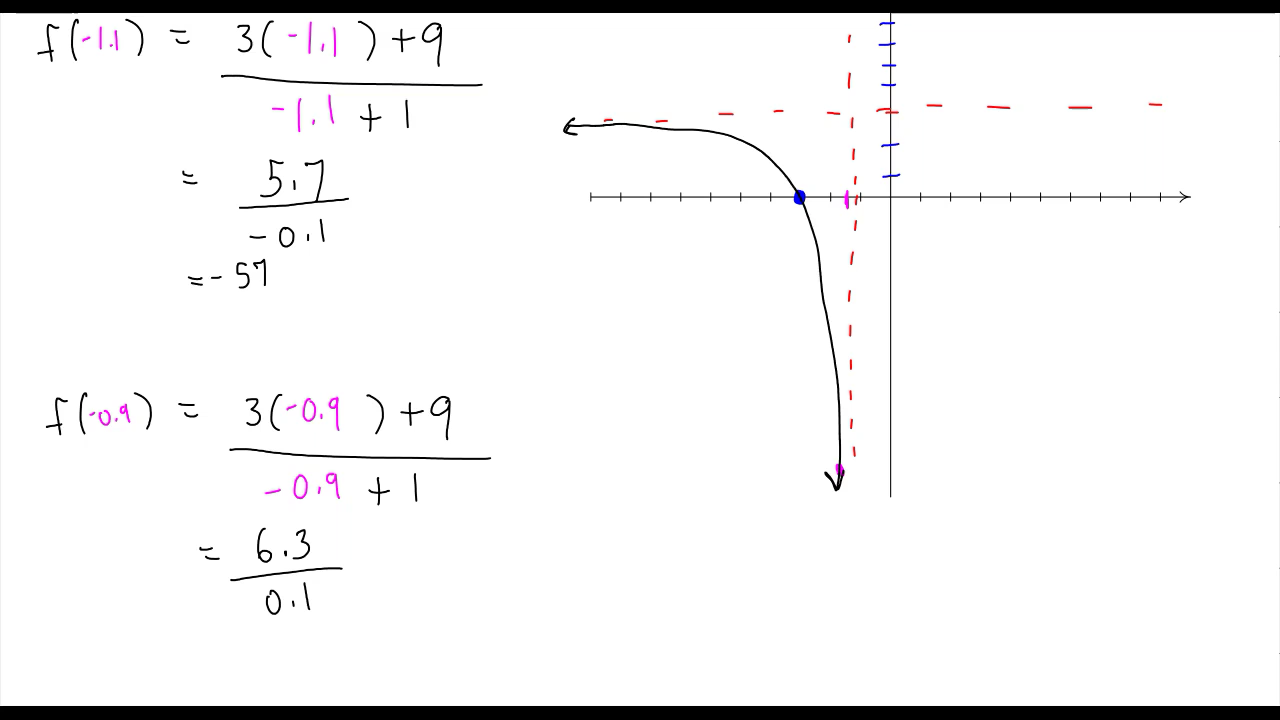 f(-1.1) = 3(-1.1) + 9
-1.1 + 1
= 5.7
-0.1
= -57
f(-0.9) = 3(-0.9) + 9
-0.9 + 1
= 6.3
0.1